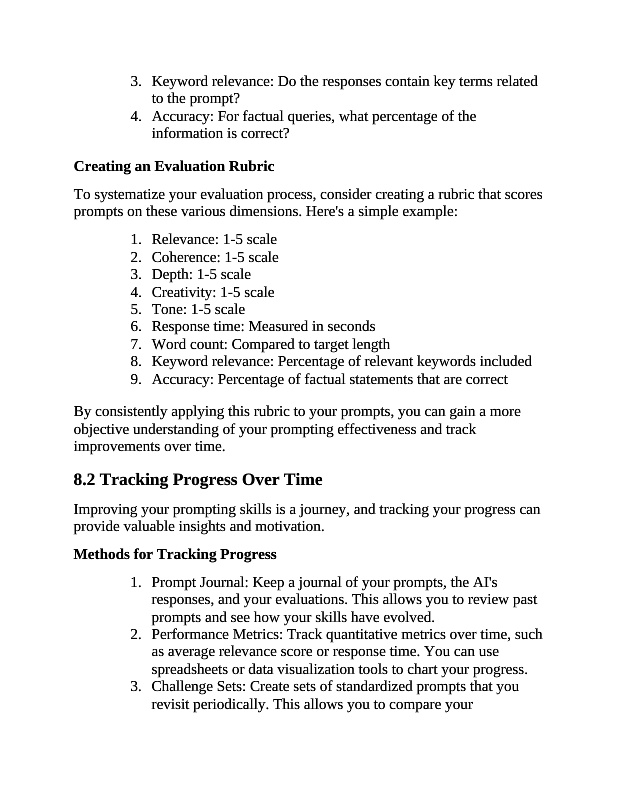 3. Keyword relevance: Do the responses contain key terms related
to the prompt?
4. Accuracy: For factual queries, what percentage of the
information is correct?
Creating an Evaluation Rubric
To systematize your evaluation process, consider creating a rubric that scores
prompts on these various dimensions. Here's a simple example:
1. Relevance: 1-5 scale
2. Coherence: 1-5 scale
3. Depth: 1-5 scale
4. Creativity: 1-5 scale
5. Tone: 1-5 scale
6. Response time: Measured in seconds
7. Word count: Compared to target length
8. Keyword relevance: Percentage of relevant keywords included
9. Accuracy: Percentage of factual statements that are correct
By consistently applying this rubric to your prompts, you can gain a more
objective understanding of your prompting effectiveness and track
improvements over time.
8.2 Tracking Progress Over Time
Improving your prompting skills is a journey, and tracking your progress can
provide valuable insights and motivation.
Methods for Tracking Progress
1. Prompt Journal: Keep a journal of your prompts, the AI's
responses, and your evaluations. This allows you to review past
prompts and see how your skills have evolved.
2. Performance Metrics: Track quantitative metrics over time, such
as average relevance score or response time. You can use
spreadsheets or data visualization tools to chart your progress.
3. Challenge Sets: Create sets of standardized prompts that you
revisit periodically. This allows you to compare your